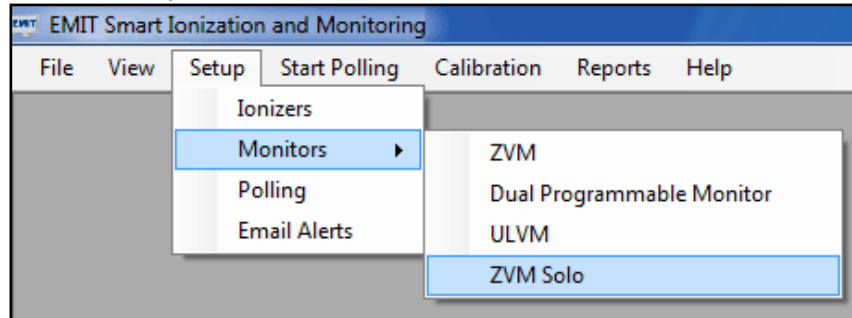 EMIT EMIT Smart Ionization and Monitoring
File View Setup Start Polling Calibration Reports Help
Ionizers
Monitors
Polling
Email Alerts
ZVM
Dual Programmable Monitor
ULVM
ZVM Solo